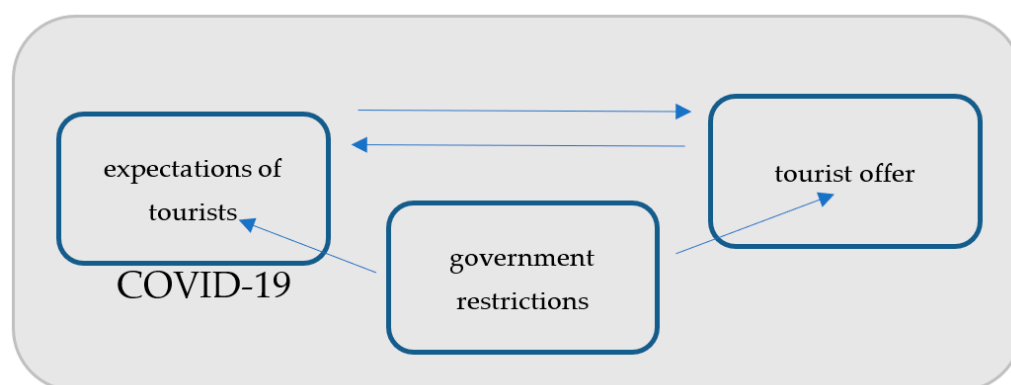 expectations of
tourists
tourist offer
government
restrictions
COVID-19